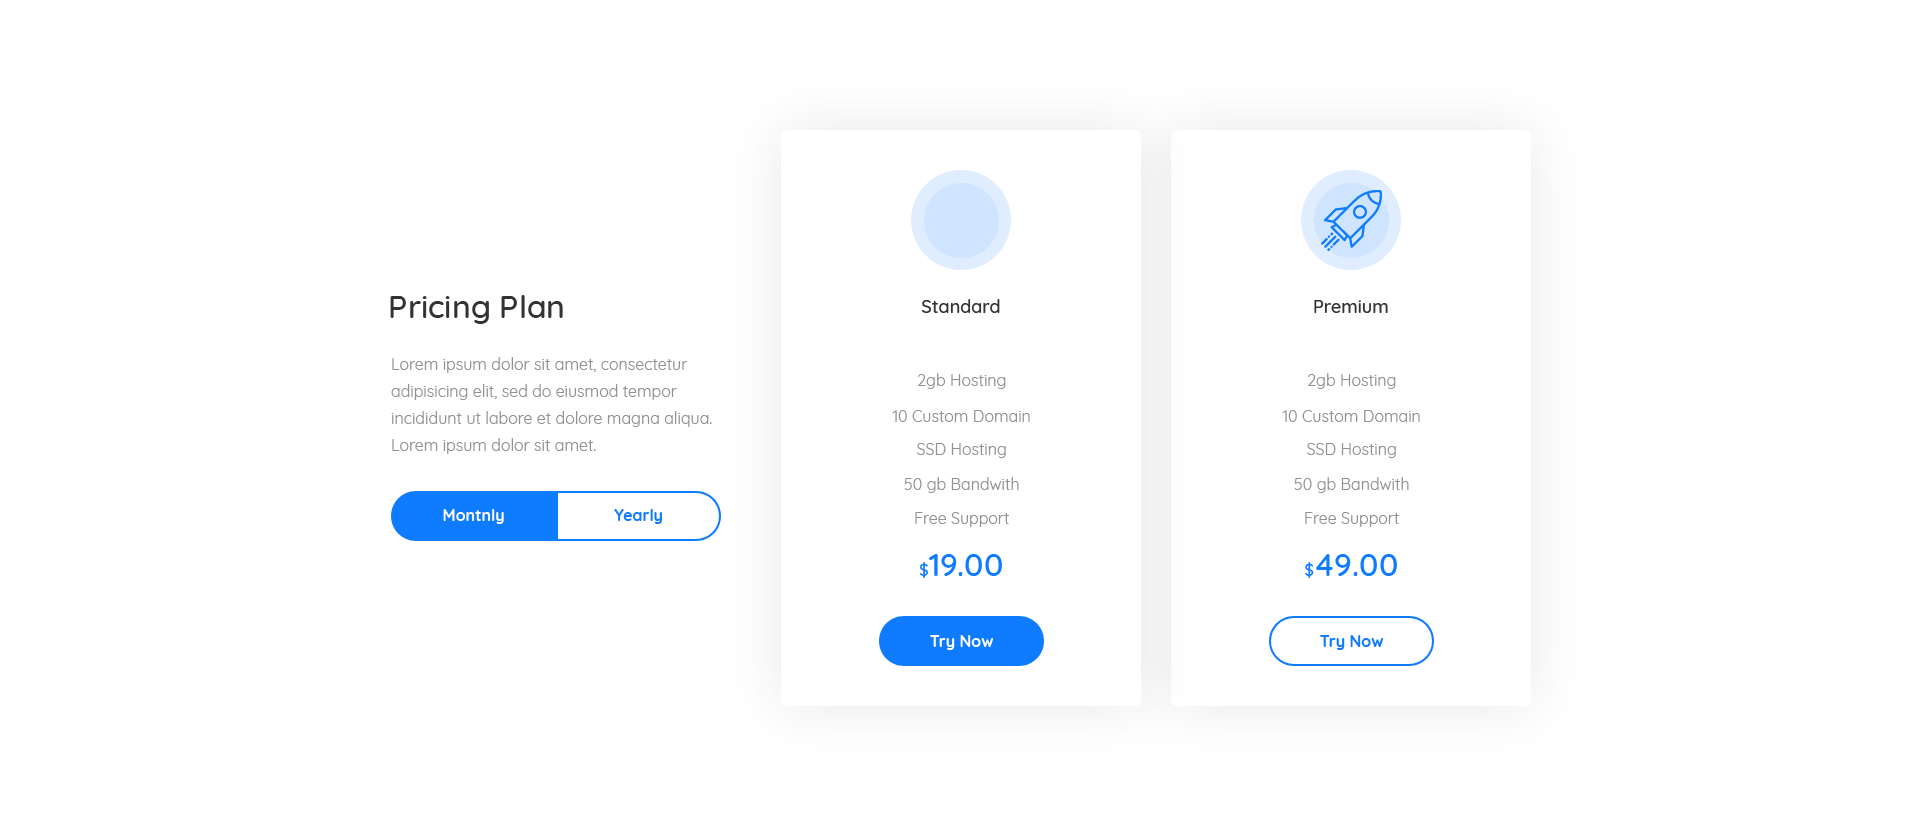 Pricing Plan
Lorem ipsum dolor sit amet, consectetur
adipisicing elit, sed do eiusmod tempor
incididunt ut labore et dolore magna aliqua.
Lorem ipsum dolor sit amet.
Montnly
Yearly
Standard
2gb Hosting
10 Custom Domain
SSD Hosting
50 gb Bandwith
Free Support
$19.00
Try Now
Premium
2gb Hosting
10 Custom Domain
SSD Hosting
50 gb Bandwith
Free Support
$49.00
Try Now